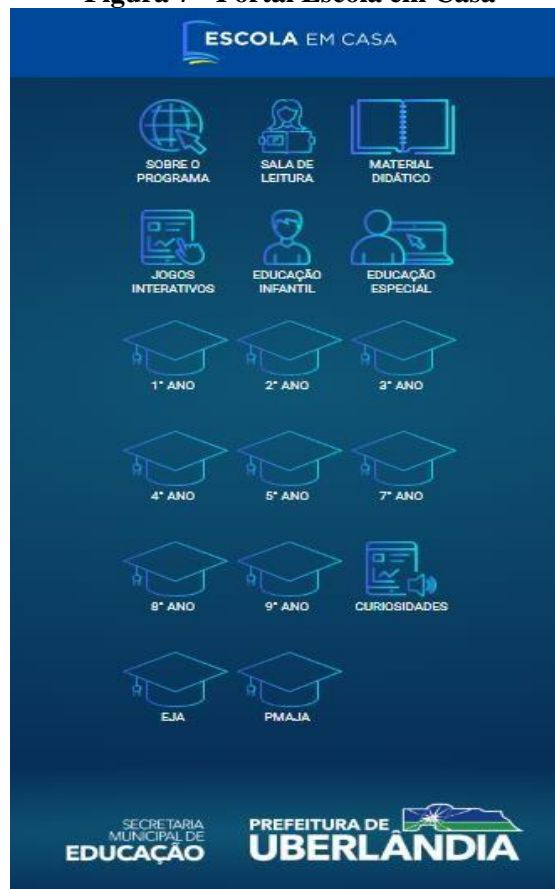 Figura 7 - Portal Escola em Casa
ESCOLA EM CASA
SOBRE O
PROGRAMA
SALA DE
LEITURA
MATERIAL
DIDÁTICO
JOGOS
INTERATIVOS
EDUCAÇÃO
INFANTIL
EDUCAÇÃO
ESPECIAL
1° ANO
2° ANO
3° ANO
4° ANO
5° ANO
7° ANO
8° ANO
9° ANO
CURIOSIDADES
EJA
PMAJA
SECRETARIA
MUNICIPAL DE
EDUCAÇÃO
PREFEITURA DE
UBERLÂNDIA